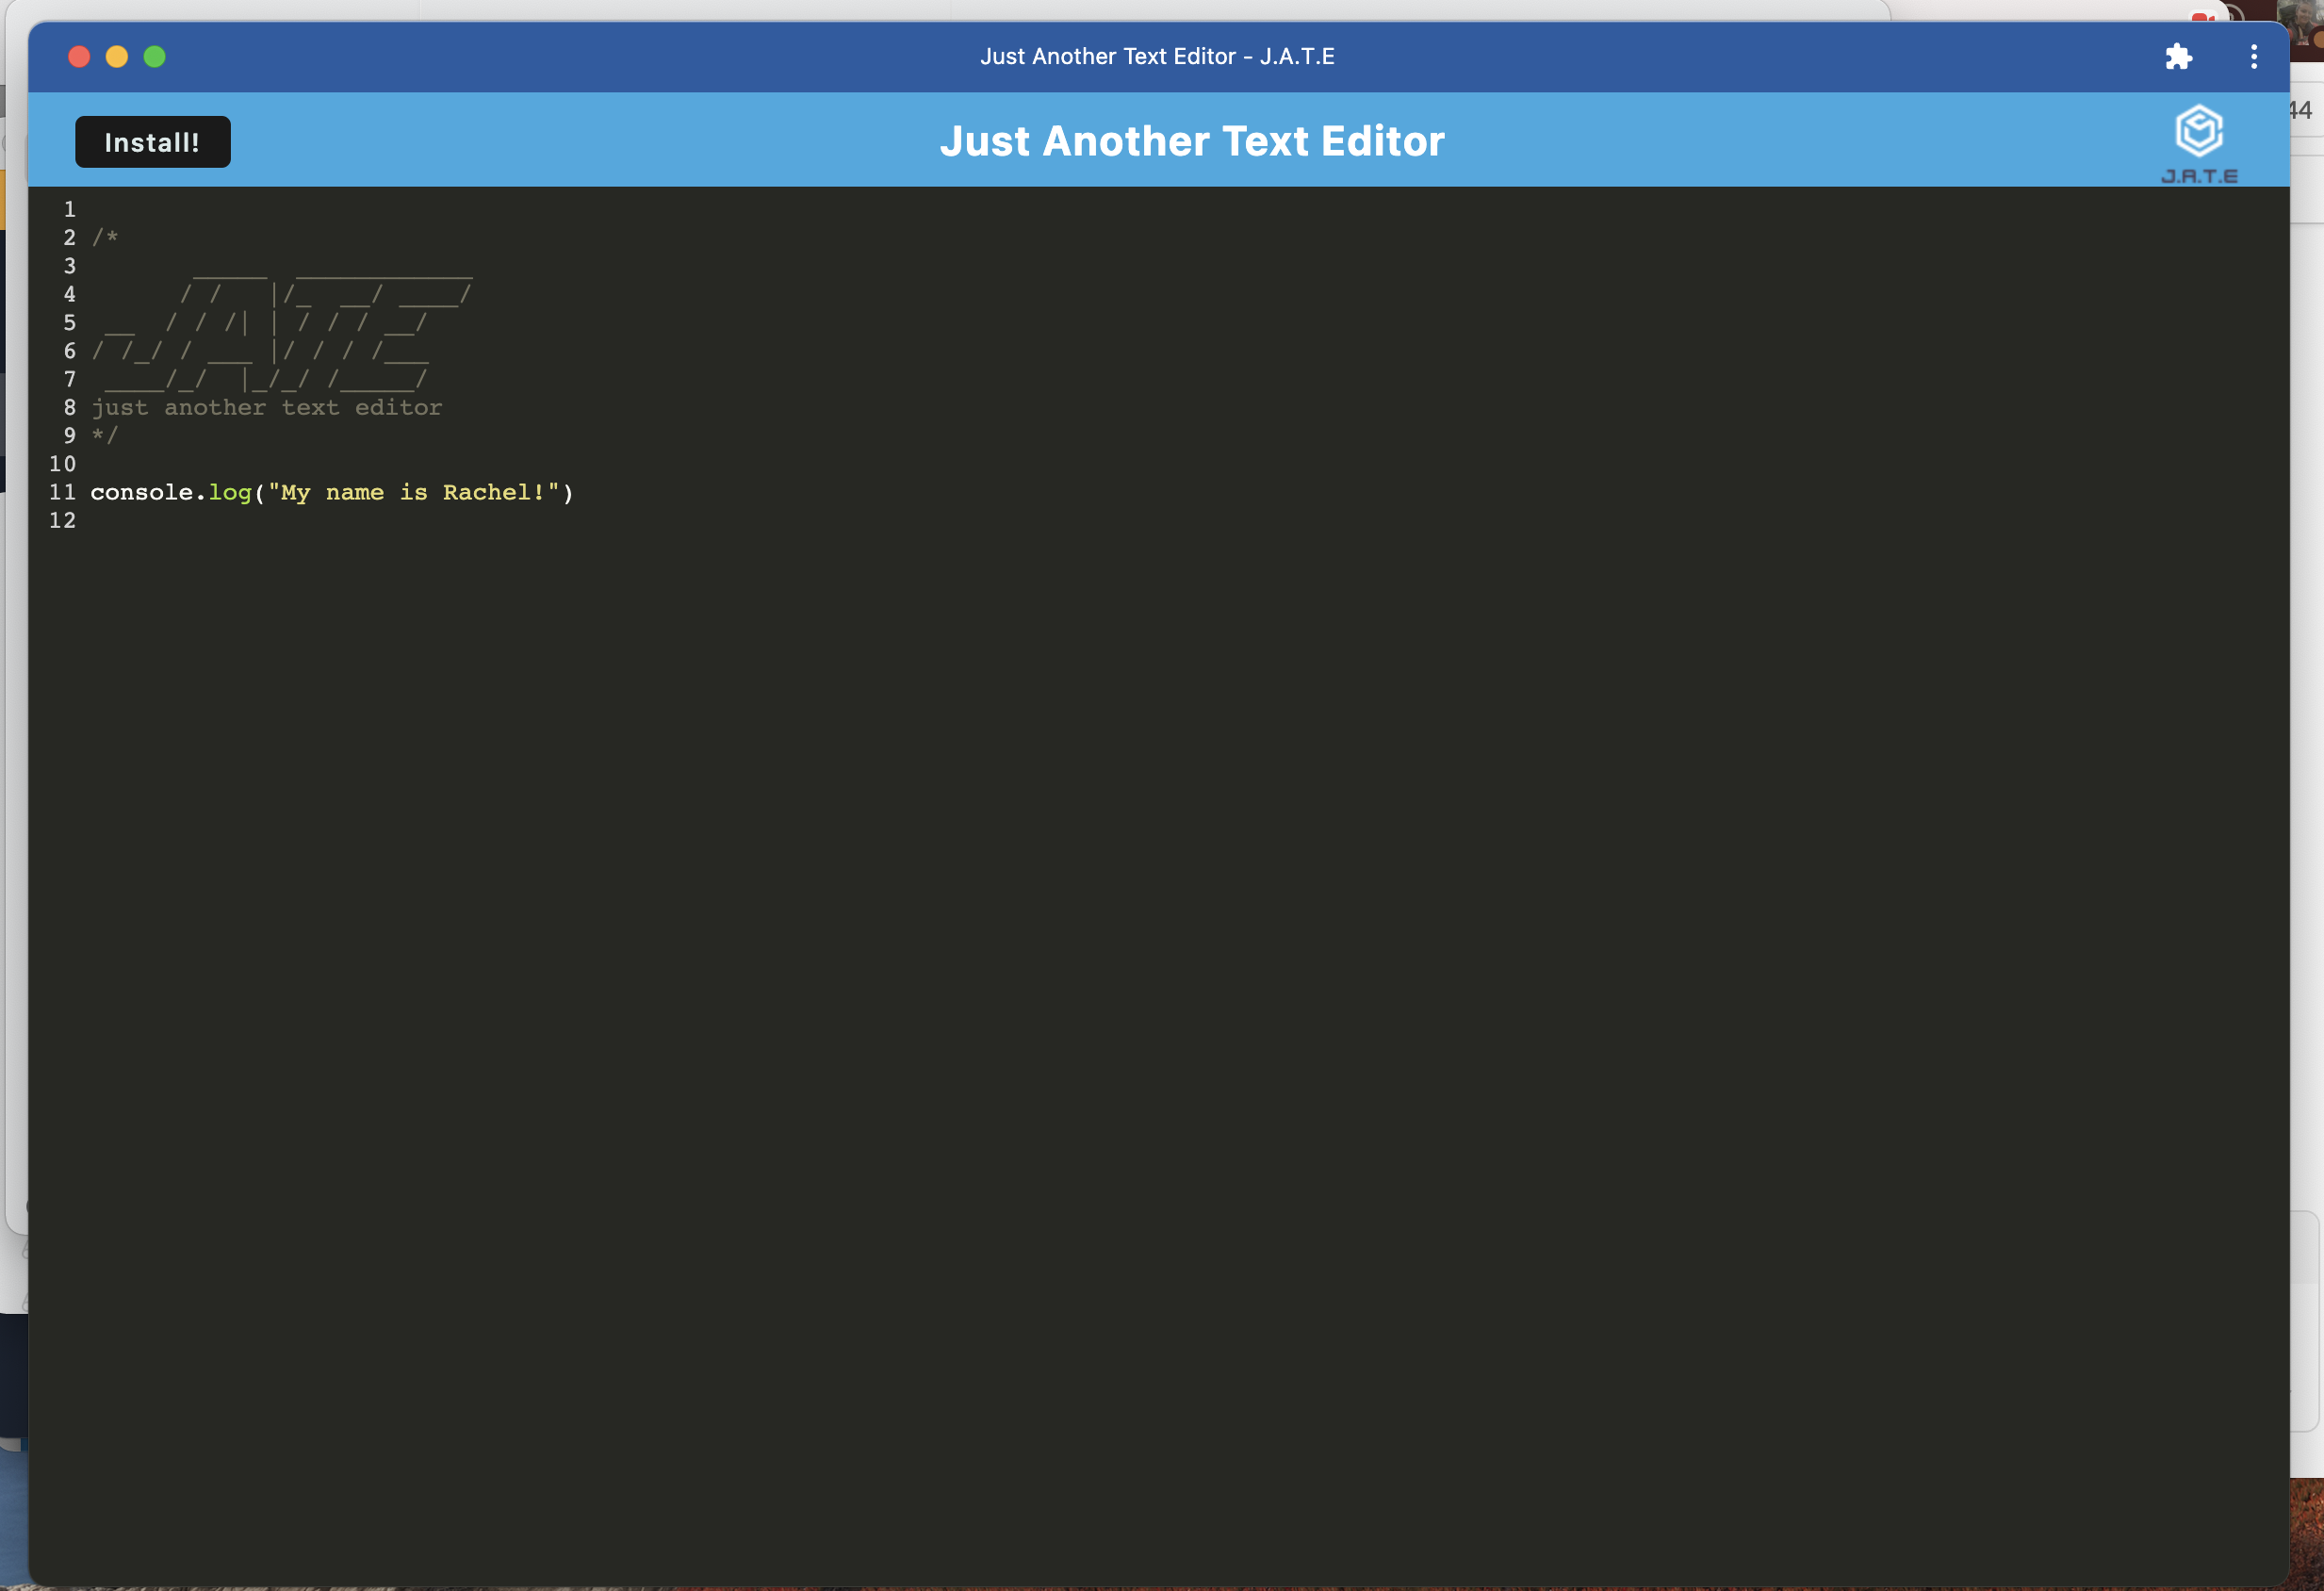 Just Another Text Editor - J.A.T.E
44
Install!
Just Another Text Editor
J.A.T.E
1
2 /*
3        ______  ______________
4       / /    |/_  __/ _____/
5  __  / / /| | / / / __/
6 / /_/ / ___ |/ / / /____
7  ____/_/  |_/_/ /_____/
8 just another text editor
9 */
10
11 console.log("My name is Rachel!")
12